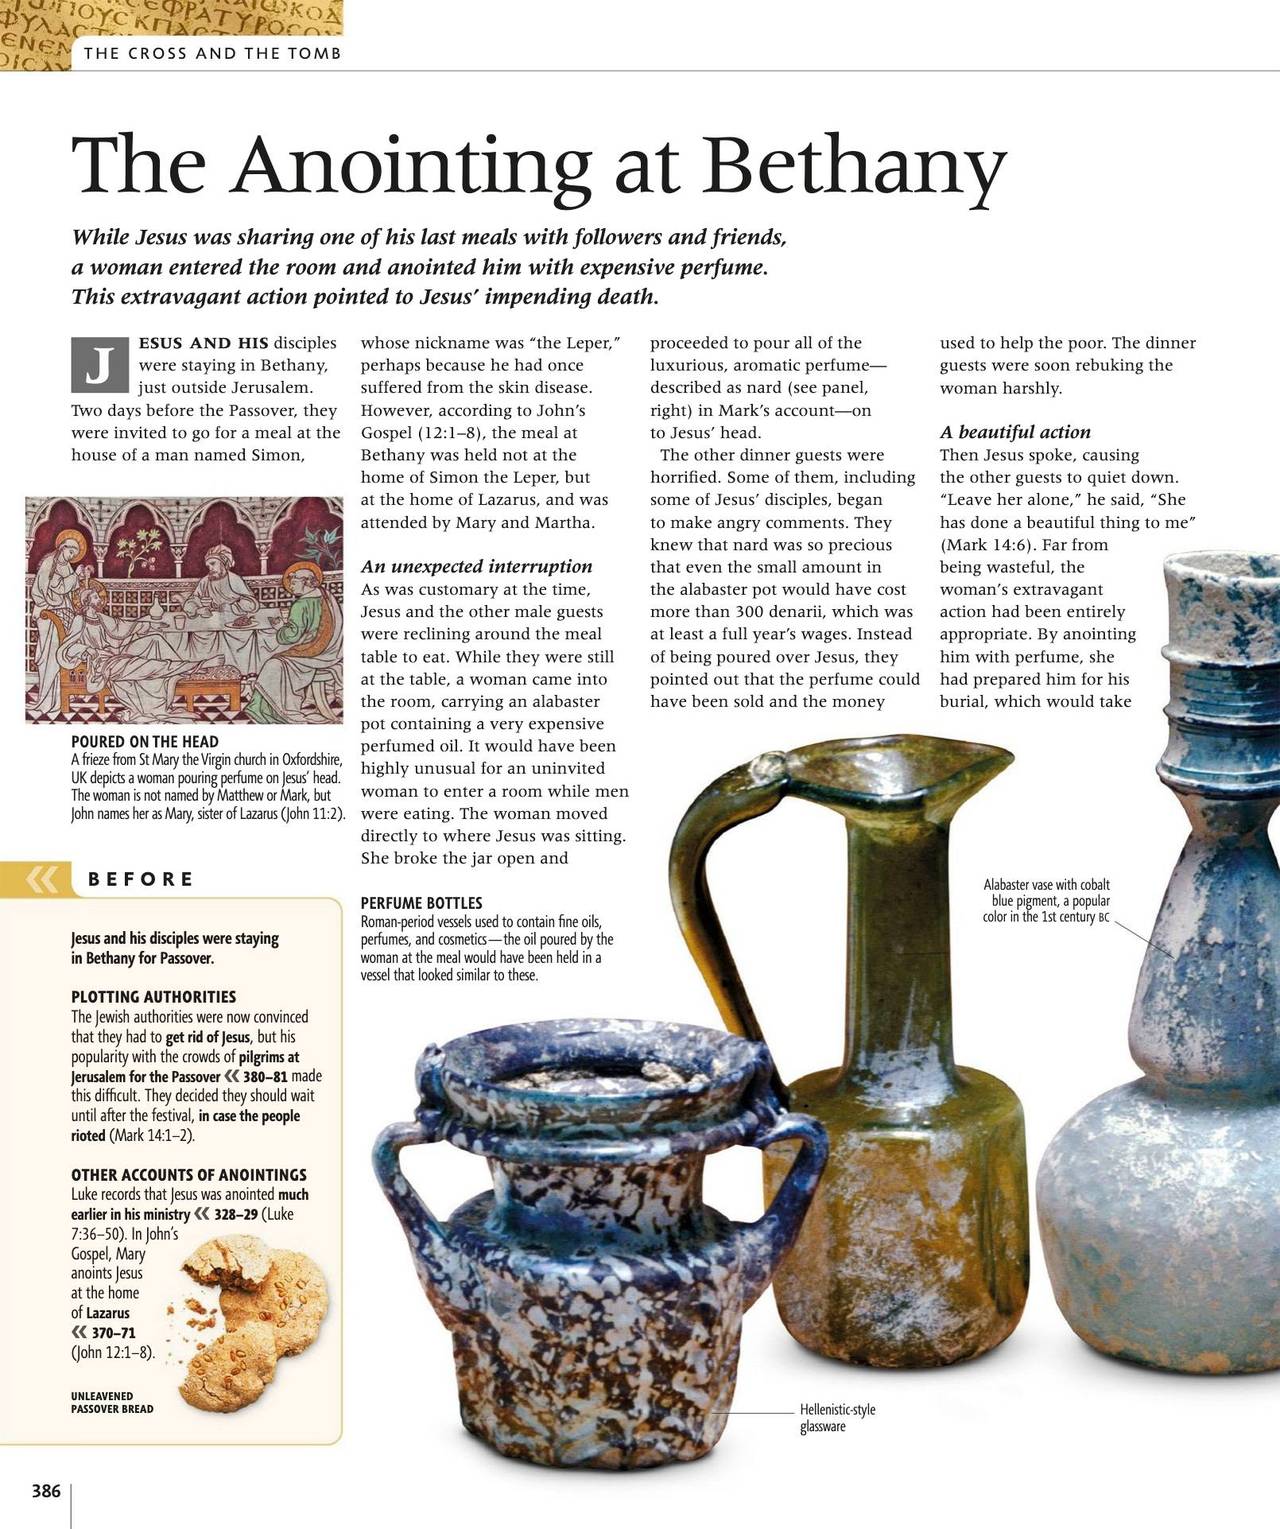 THE CROSS AND THE TOMB
The Anointing at Bethany
While Jesus was sharing one of his last meals with followers and friends,
a woman entered the room and anointed him with expensive perfume.
This extravagant action pointed to Jesus’ impending death.
JESUS AND HIS disciples
were staying in Bethany,
just outside Jerusalem.
Two days before the Passover, they
were invited to go for a meal at the
house of a man named Simon,
whose nickname was “the Leper,”
perhaps because he had once
suffered from the skin disease.
However, according to John’s
Gospel (12:1–8), the meal at
Bethany was held not at the
home of Simon the Leper, but
at the home of Lazarus, and was
attended by Mary and Martha.
An unexpected interruption
As was customary at the time,
Jesus and the other male guests
were reclining around the meal
table to eat. While they were still
at the table, a woman came into
the room, carrying an alabaster
pot containing a very expensive
perfumed oil. It would have been
highly unusual for an uninvited
woman to enter a room while men
were eating. The woman moved
directly to where Jesus was sitting.
She broke the jar open and
proceeded to pour all of the
luxurious, aromatic perfume—
described as nard (see panel,
right) in Mark’s account—on
to Jesus’ head.
The other dinner guests were
horrified. Some of them, including
some of Jesus’ disciples, began
to make angry comments. They
knew that nard was so precious
that even the small amount in
the alabaster pot would have cost
more than 300 denarii, which was
at least a full year’s wages. Instead
of being poured over Jesus, they
pointed out that the perfume could
have been sold and the money
used to help the poor. The dinner
guests were soon rebuking the
woman harshly.
A beautiful action
Then Jesus spoke, causing
the other guests to quiet down.
“Leave her alone,” he said, “She
has done a beautiful thing to me”
(Mark 14:6). Far from
being wasteful, the
woman’s extravagant
action had been entirely
appropriate. By anointing
him with perfume, she
had prepared him for his
burial, which would take
POURED ON THE HEAD
A frieze from St Mary the Virgin church in Oxfordshire,
UK depicts a woman pouring perfume on Jesus’ head.
The woman is not named by Matthew or Mark, but
John names her as Mary, sister of Lazarus (John 11:2).
« BEFORE
Jesus and his disciples were staying
in Bethany for Passover.
PLOTTING AUTHORITIES
The Jewish authorities were now convinced
that they had to get rid of Jesus, but his
popularity with the crowds of pilgrims at
Jerusalem for the Passover « 380–81 made
this difficult. They decided they should wait
until after the festival, in case the people
rioted (Mark 14:1–2).
OTHER ACCOUNTS OF ANOINTINGS
Luke records that Jesus was anointed much
earlier in his ministry « 328–29 (Luke
7:36–50). In John’s
Gospel, Mary
anoints Jesus
at the home
of Lazarus
« 370–71
(John 12:1–8).
UNLEAVENED
PASSOVER BREAD
PERFUME BOTTLES
Roman-period vessels used to contain fine oils,
perfumes, and cosmetics—the oil poured by the
woman at the meal would have been held in a
vessel that looked similar to these.
Alabaster vase with cobalt
blue pigment, a popular
color in the 1st century BC
Hellenistic-style
glassware
386